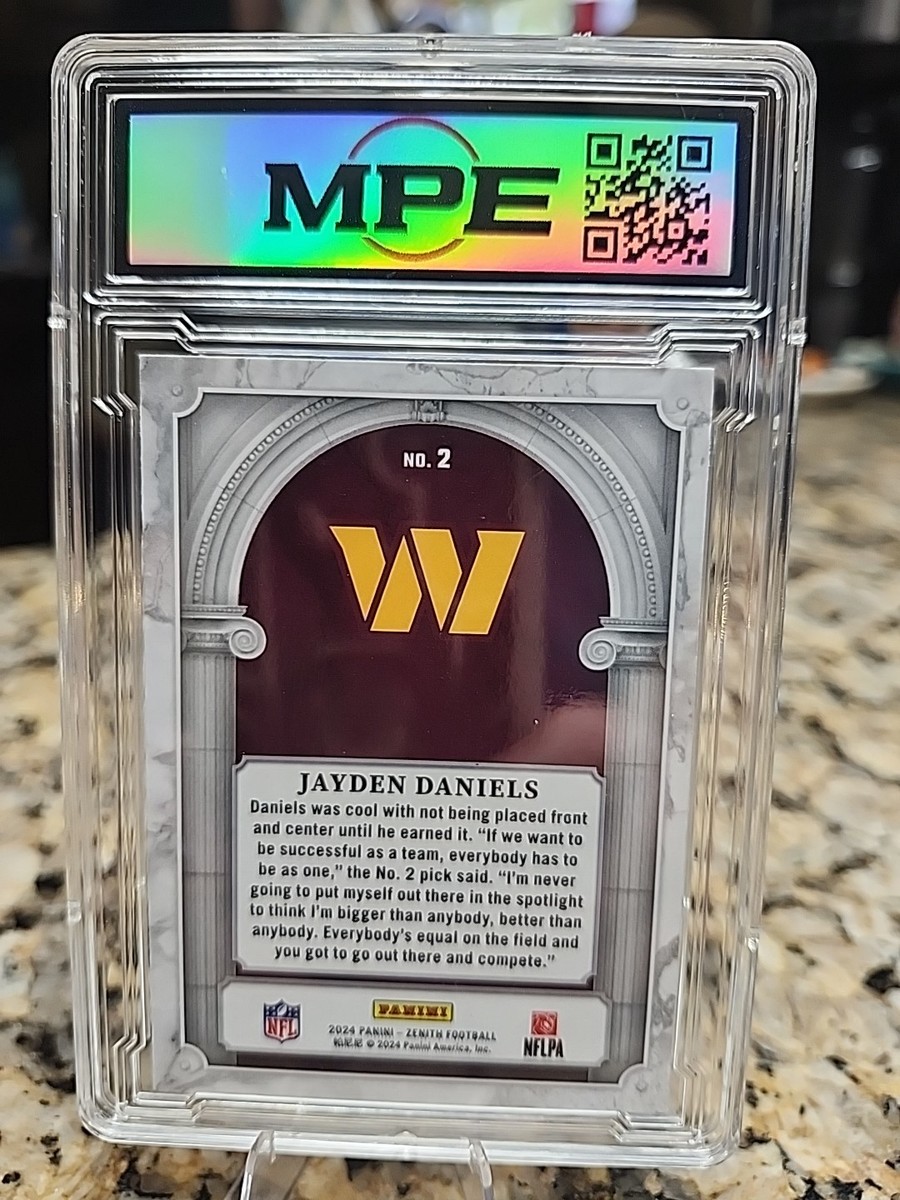 MPE
NO. 2
W
JAYDEN DANIELS
Daniels was cool with not being placed front
and center until he earned it. “If we want to
be successful as a team, everybody has to
be as one,” the No. 2 pick said. “I’m never
going to put myself out there in the spotlight
to think I’m bigger than anybody, better than
anybody. Everybody’s equal on the field and
you got to go out there and compete.”
NFL
PANINI
2024 PANINI – ZENITH FOOTBALL
© 2024 Panini America, Inc.
NFLPA